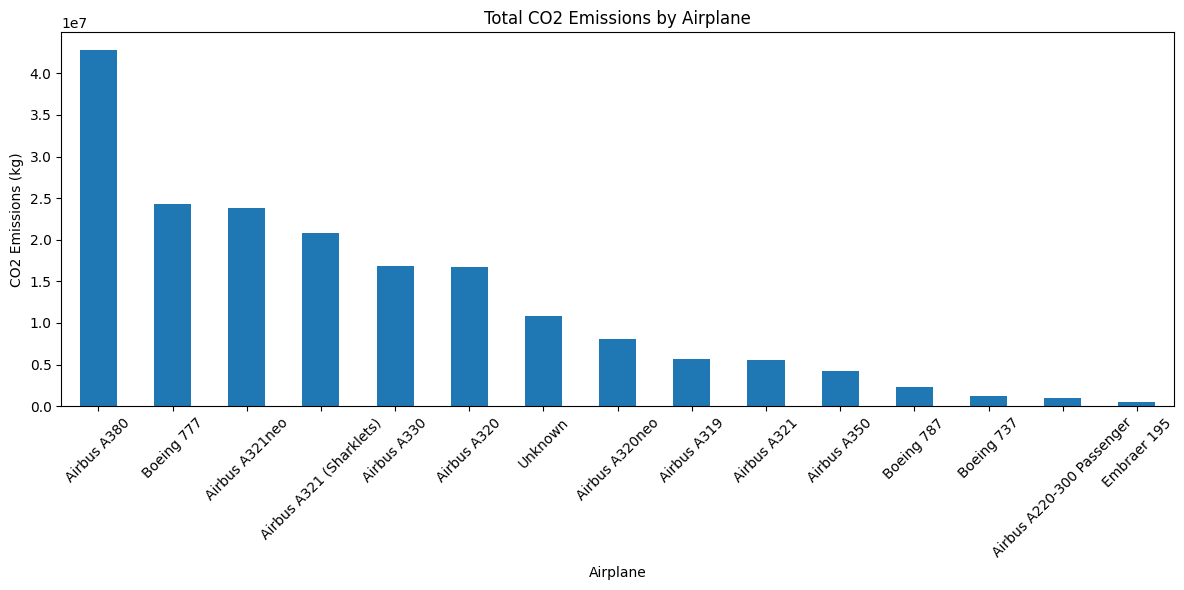 Total CO2 Emissions by Airplane
1e7
4.0
3.5
3.0
2.5
2.0
1.5
1.0
0.5
0.0
CO2 Emissions (kg)
Airbus A380
Boeing 777
Airbus A321neo
Airbus A321 (Sharklets)
Airbus A330
Airbus A320
Unknown
Airbus A320neo
Airbus A319
Airbus A321
Airbus A350
Boeing 787
Boeing 737
Airbus A220-300 Passenger
Embraer 195
Airplane